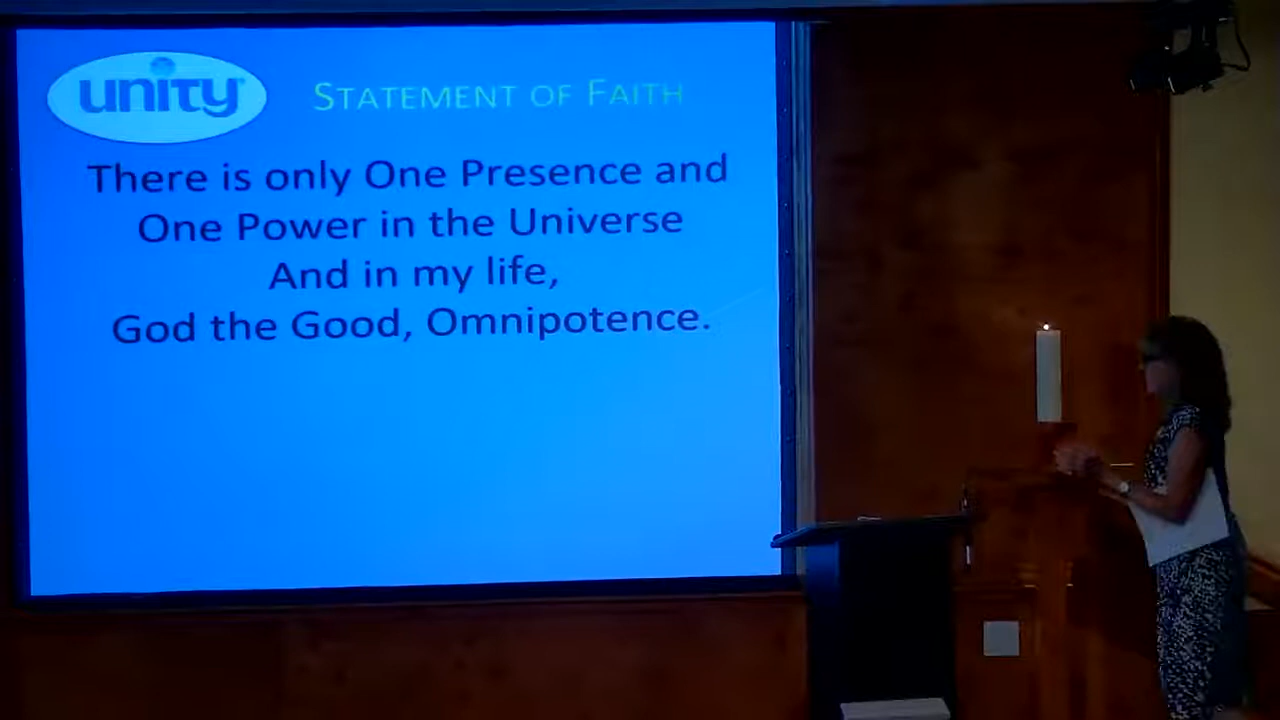 unity
STATEMENT OF FAITH
There is only One Presence and
One Power in the Universe
And in my life,
God the Good, Omnipotence.